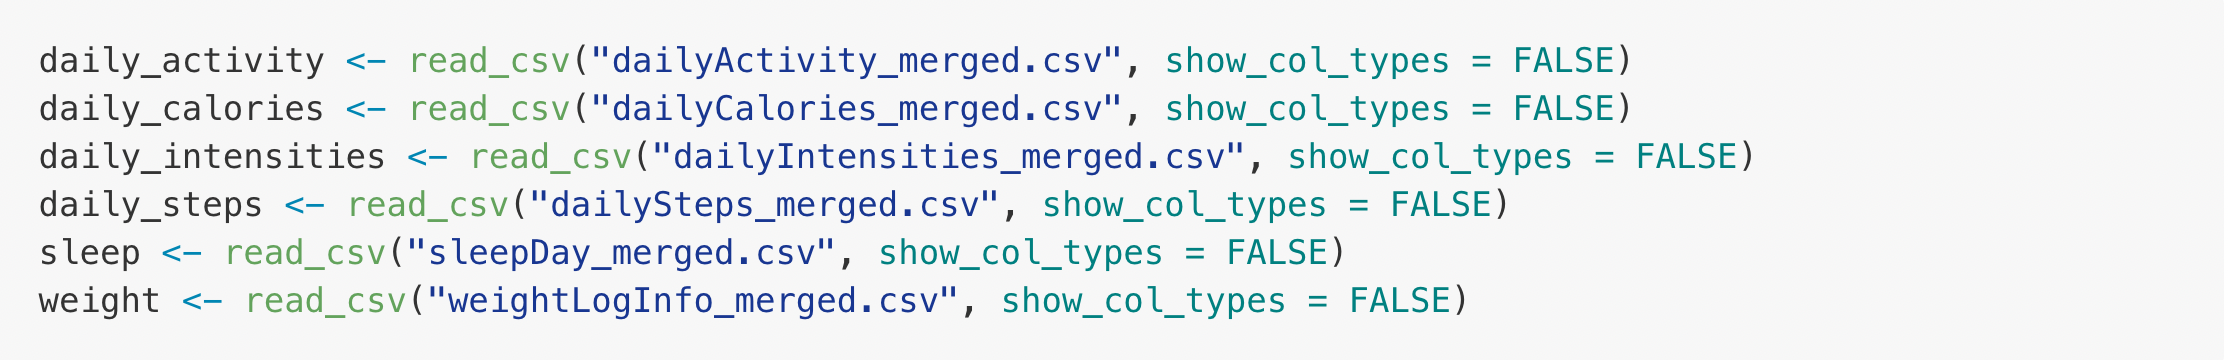 daily_activity <- read_csv("dailyActivity_merged.csv", show_col_types = FALSE)
daily_calories <- read_csv("dailyCalories_merged.csv", show_col_types = FALSE)
daily_intensities <- read_csv("dailyIntensities_merged.csv", show_col_types = FALSE)
daily_steps <- read_csv("dailySteps_merged.csv", show_col_types = FALSE)
sleep <- read_csv("sleepDay_merged.csv", show_col_types = FALSE)
weight <- read_csv("weightLogInfo_merged.csv", show_col_types = FALSE)